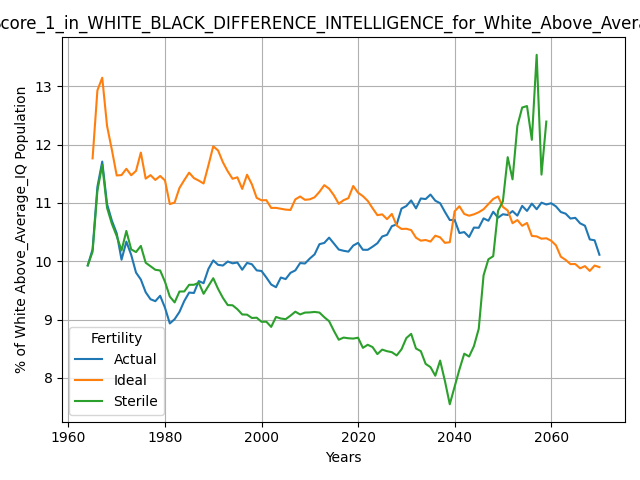 core_1_in_WHITE_BLACK_DIFFERENCE_INTELLIGENCE_for_White_Above_Avera
% of White Above_Average_IQ Population
13
12
11
10
9
8
Fertility
Actual
Ideal
Sterile
1960 1980 2000 2020 2040 2060
Years